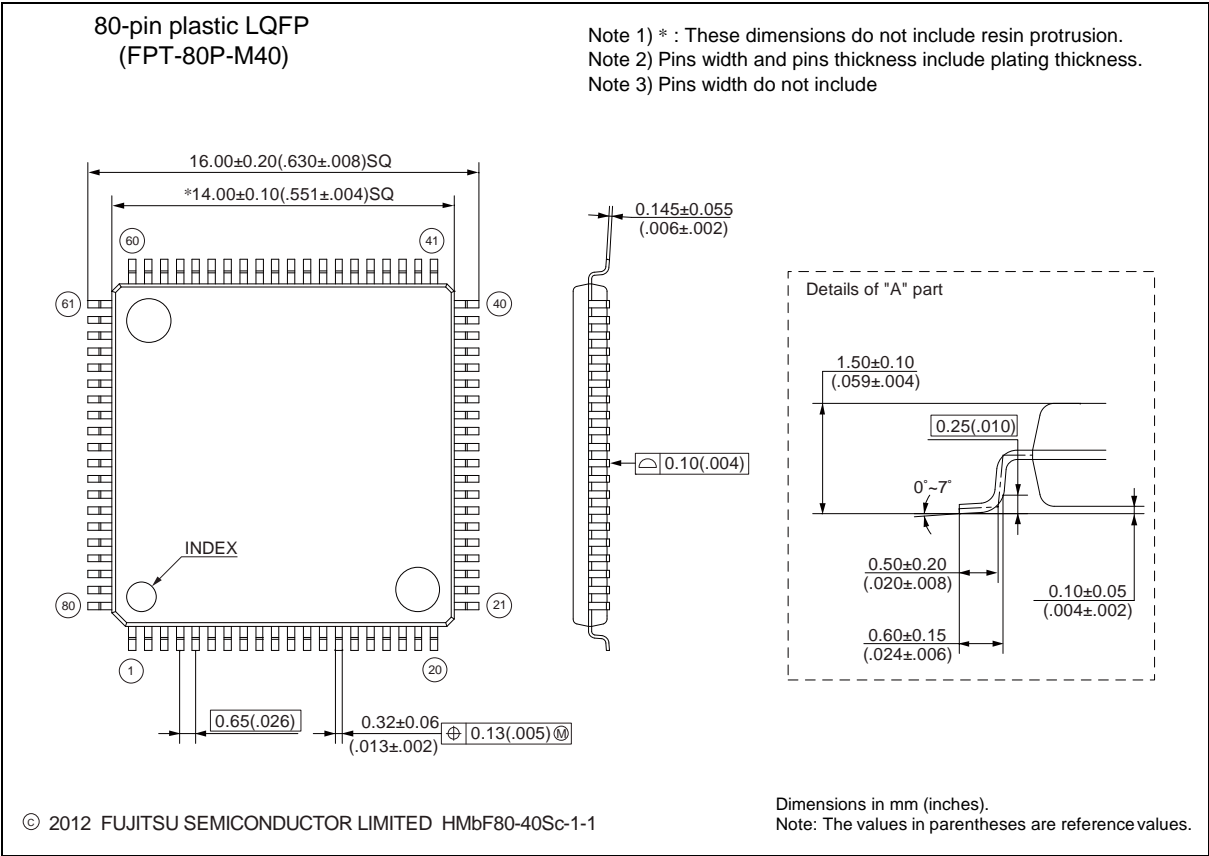 80-pin plastic LQFP
(FPT-80P-M40)
Note 1) * : These dimensions do not include resin protrusion.
Note 2) Pins width and pins thickness include plating thickness.
Note 3) Pins width do not include
16.00±0.20(.630±.008)SQ
*14.00±0.10(.551±.004)SQ
0.145±0.055
(.006±.002)
60
41
61
40
Details of "A" part
1.50±0.10
(.059±.004)
0.25(.010)
0.10(.004)
0˚~7˚
INDEX
0.50±0.20
(.020±.008)
0.10±0.05
(.004±.002)
80
21
0.60±0.15
(.024±.006)
1
20
0.65(.026)
0.32±0.06
(.013±.002)
⌖ 0.13(.005) Ⓜ
© 2012 FUJITSU SEMICONDUCTOR LIMITED HMbF80-40Sc-1-1
Dimensions in mm (inches).
Note: The values in parentheses are reference values.